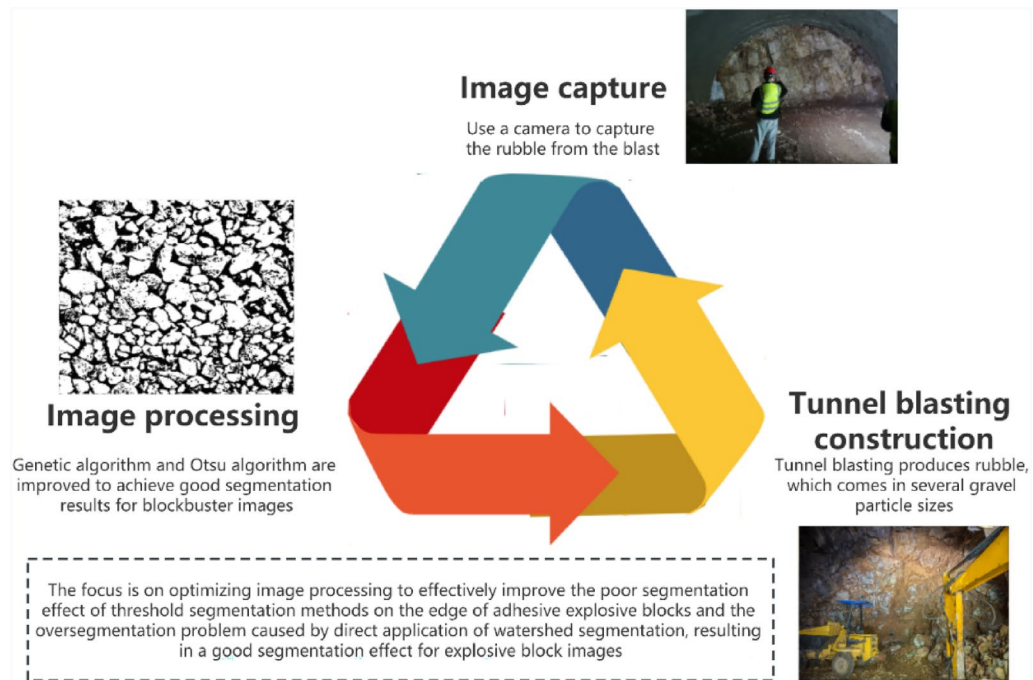 Image capture
Use a camera to capture
the rubble from the blast
Image processing
Genetic algorithm and Otsu algorithm are
improved to achieve good segmentation
results for blockbuster images
Tunnel blasting
construction
Tunnel blasting produces rubble,
which comes in several gravel
particle sizes
The focus is on optimizing image processing to effectively improve the poor segmentation
effect of threshold segmentation methods on the edge of adhesive explosive blocks and the
oversegmentation problem caused by direct application of watershed segmentation, resulting
in a good segmentation effect for explosive block images